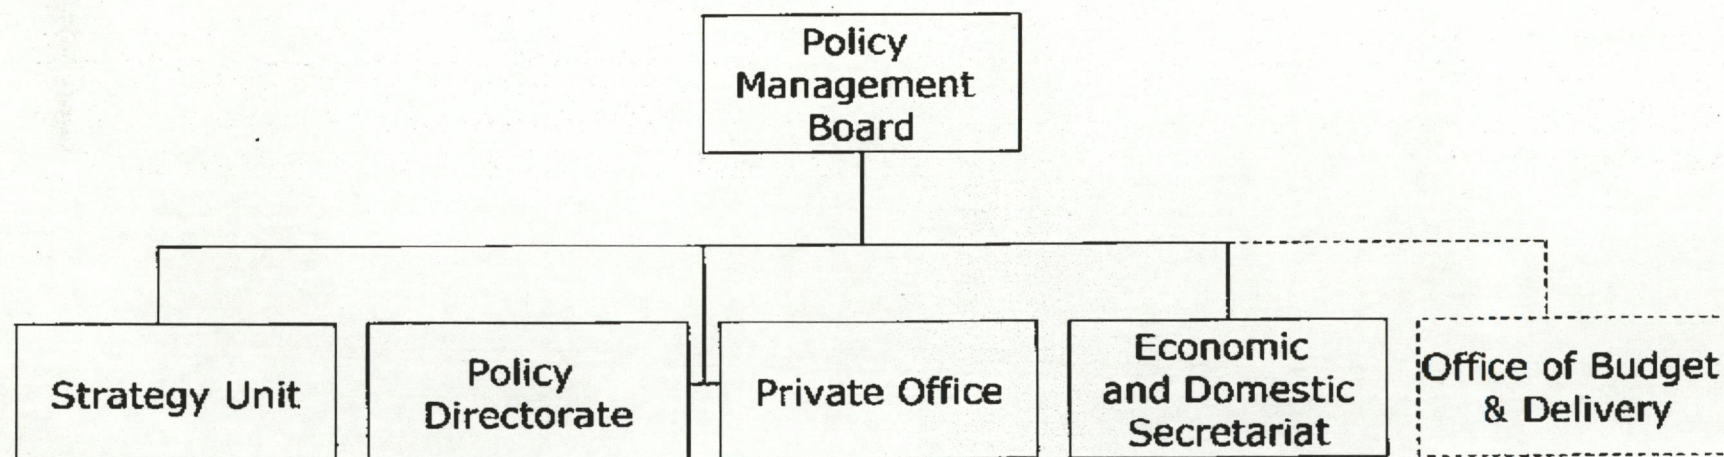 Policy
Management
Board
Strategy Unit
Policy
Directorate
Private Office
Economic
and Domestic
Secretariat
Office of Budget
& Delivery